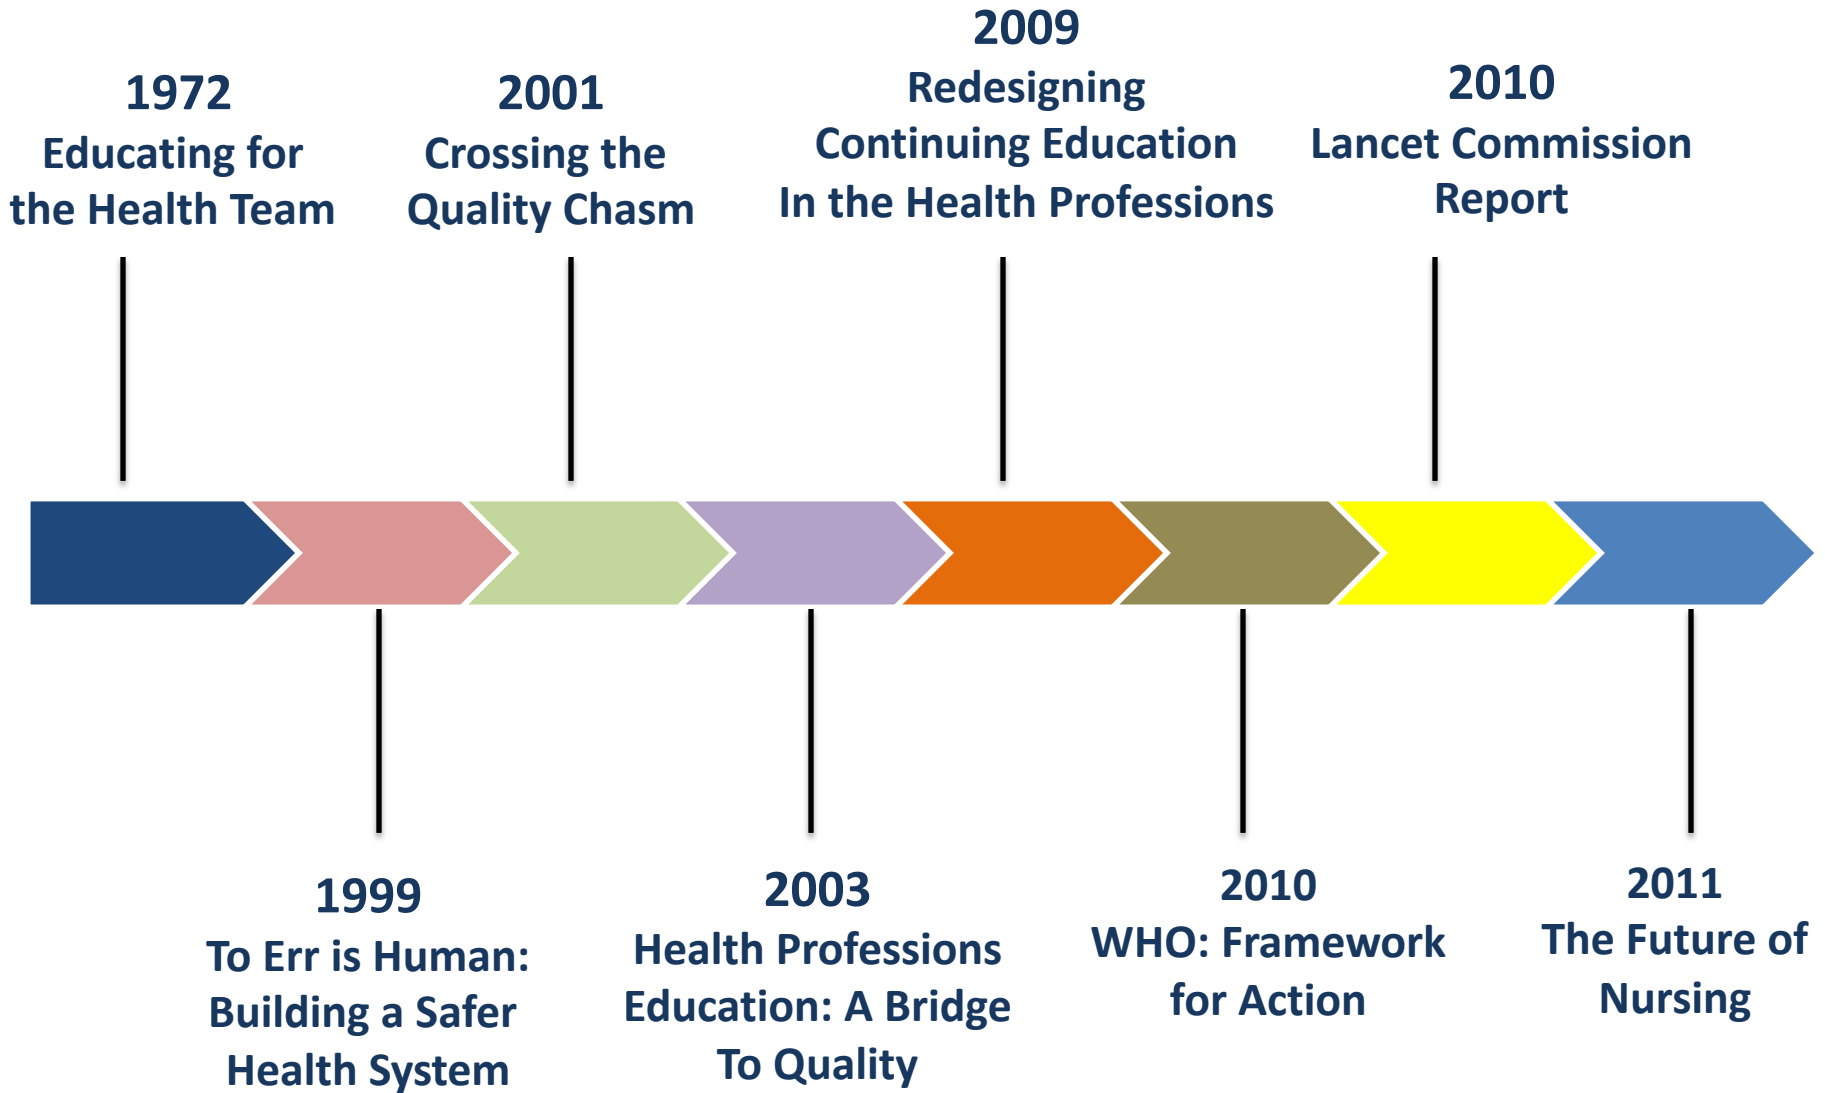 1972
Educating for
the Health Team
2001
Crossing the
Quality Chasm
2009
Redesigning
Continuing Education
In the Health Professions
2010
Lancet Commission
Report
1999
To Err is Human:
Building a Safer
Health System
2003
Health Professions
Education: A Bridge
To Quality
2010
WHO: Framework
for Action
2011
The Future of
Nursing